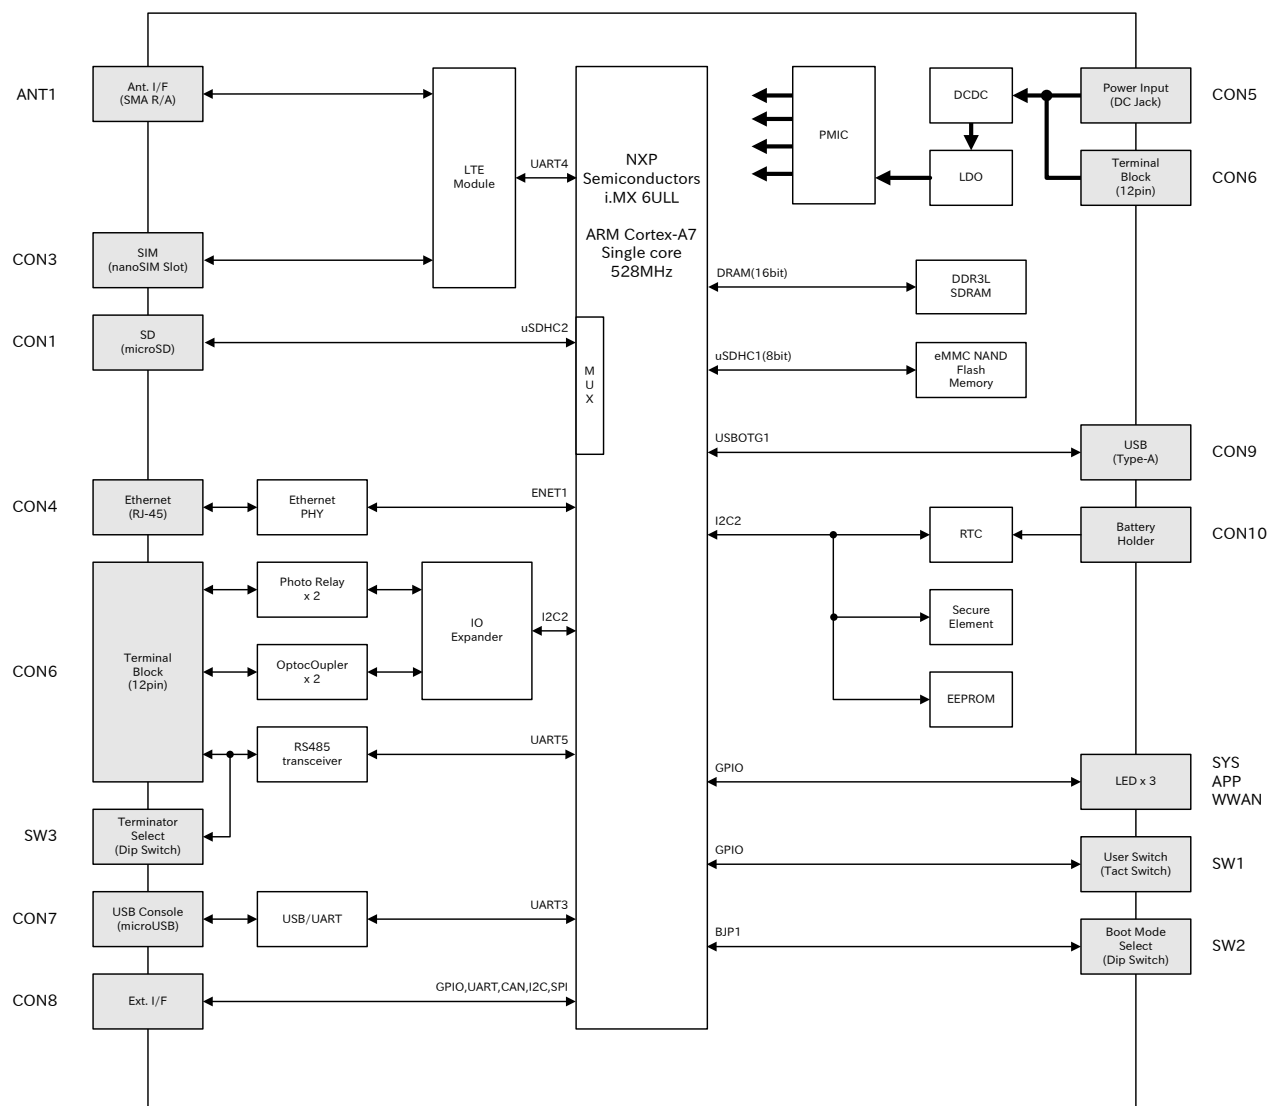 ANT1
Ant. I/F
(SMA R/A)
LTE
Module
UART4
NXP
Semiconductors
i.MX 6ULL
ARM Cortex-A7
Single core
528MHz
PMIC
DCDC
LDO
Power Input
(DC Jack)
CON5
Terminal
Block
(12pin)
CON6
CON3
SIM
(nanoSIM Slot)
DRAM(16bit)
DDR3L
SDRAM
CON1
SD
(microSD)
uSDHC2
M
U
X
uSDHC1(8bit)
eMMC NAND
Flash
Memory
USBOTG1
USB
(Type-A)
CON9
CON4
Ethernet
(RJ-45)
Ethernet
PHY
ENET1
I2C2
RTC
Battery
Holder
CON10
Photo Relay
x 2
IO
Expander
I2C2
Secure
Element
CON6
Terminal
Block
(12pin)
OptocOupler
x 2
EEPROM
RS485
transceiver
UART5
GPIO
LED x 3
SYS
APP
WWAN
SW3
Terminator
Select
(Dip Switch)
GPIO
User Switch
(Tact Switch)
SW1
CON7
USB Console
(microUSB)
USB/UART
UART3
BJP1
Boot Mode
Select
(Dip Switch)
SW2
CON8
Ext. I/F
GPIO,UART,CAN,I2C,SPI